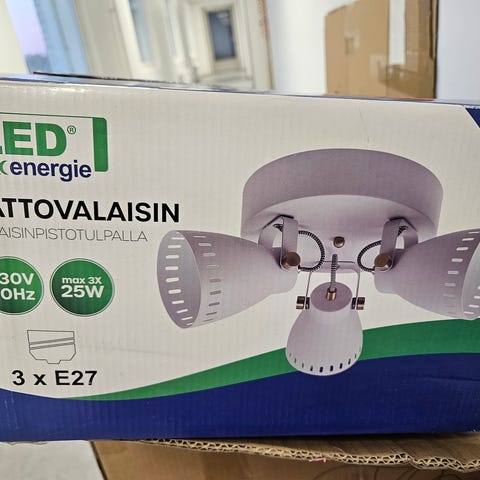 LED®
energie
ATTOVALAISIN
AISINPISTOTULPALLA
30V
0Hz
max 3X
25W
3 x E27